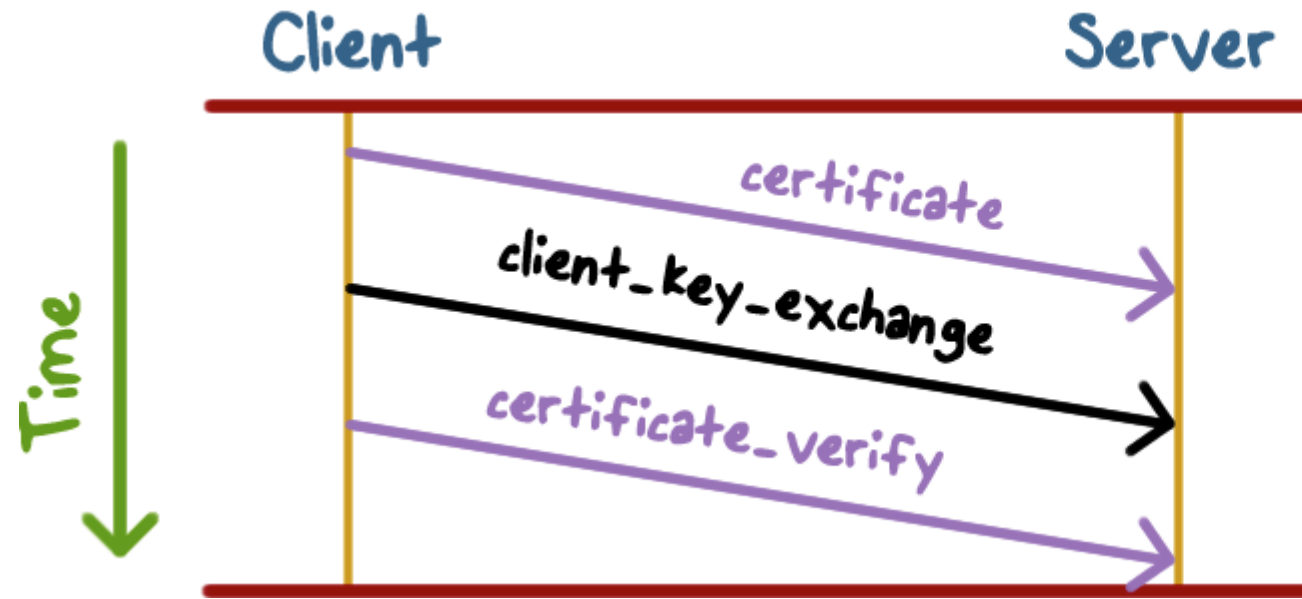 Client
Server
Time
certificate
client_key_exchange
certificate_verify